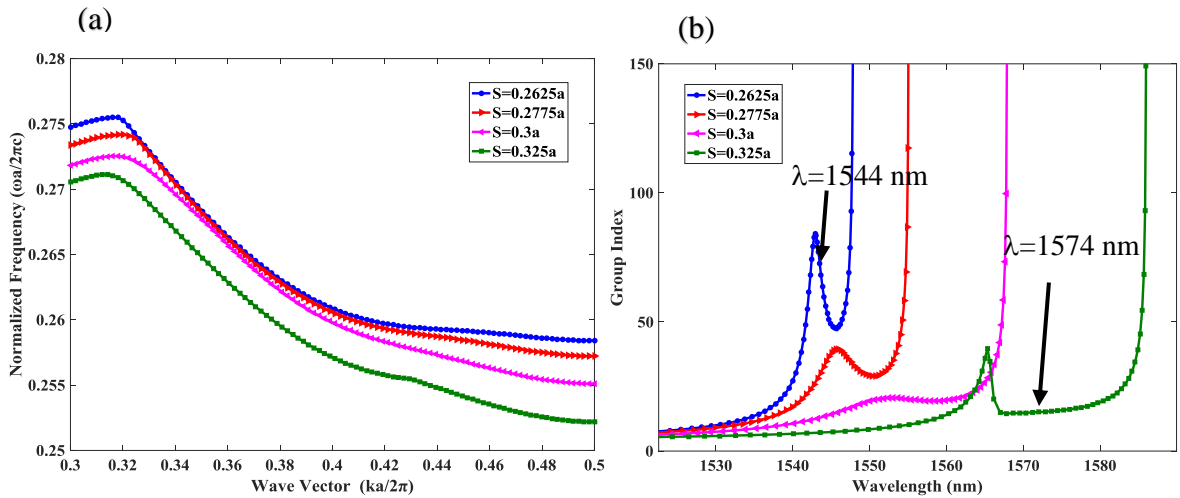 (a)
0.28
0.275
0.27
0.265
0.26
0.255
0.25
Normalized Frequency (ωa/2πc)
S=0.2625a
S=0.2775a
S=0.3a
S=0.325a
0.3 0.32 0.34 0.36 0.38 0.4 0.42 0.44 0.46 0.48 0.5
Wave Vector (ka/2π)
(b)
150
100
50
0
Group Index
S=0.2625a
S=0.2775a
S=0.3a
S=0.325a
λ=1544 nm
λ=1574 nm
1530 1540 1550 1560 1570 1580
Wavelength (nm)